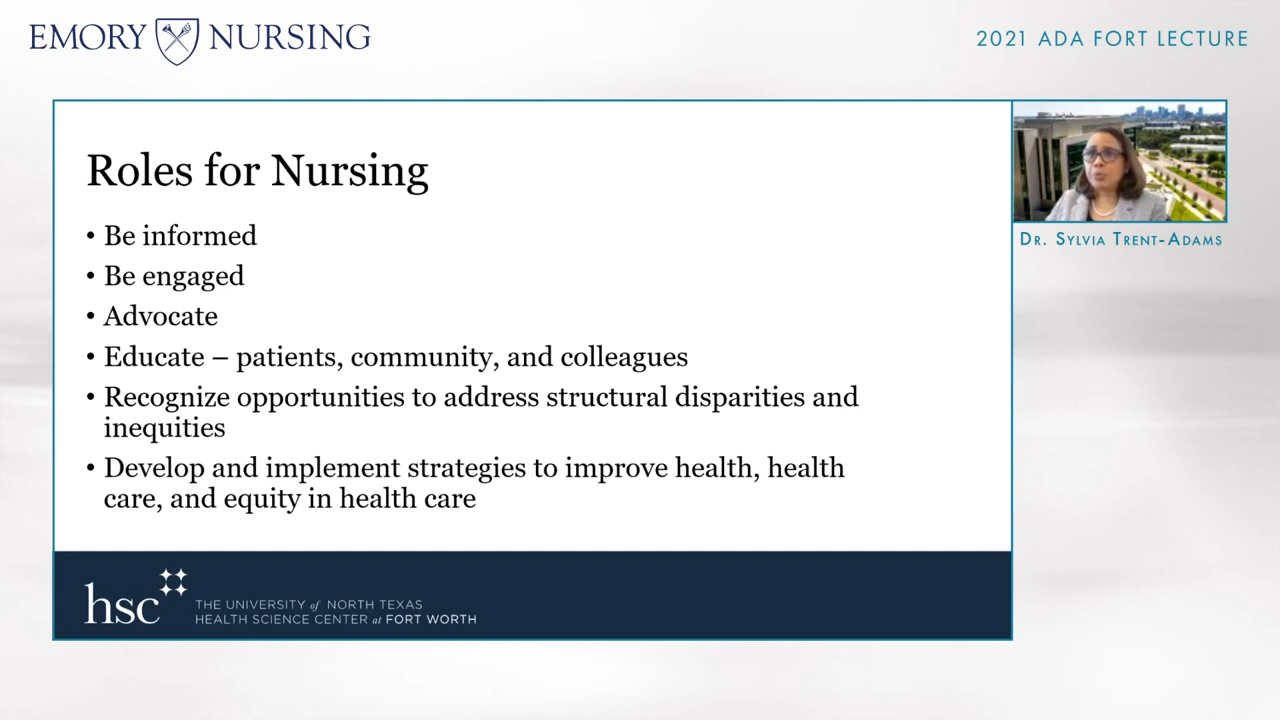 EMORY NURSING
2021 ADA FORT LECTURE
Roles for Nursing
• Be informed
• Be engaged
• Advocate
• Educate – patients, community, and colleagues
• Recognize opportunities to address structural disparities and
inequities
• Develop and implement strategies to improve health, health
care, and equity in health care
DR. SYLVIA TRENT-ADAMS
hsc
THE UNIVERSITY of NORTH TEXAS
HEALTH SCIENCE CENTER at FORT WORTH